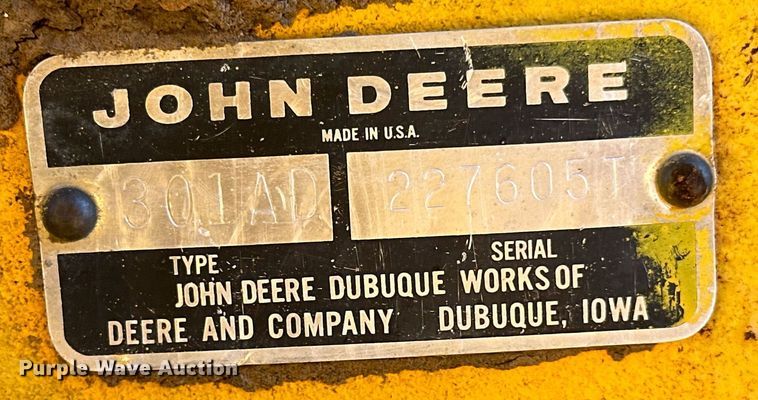 JOHN DEERE
MADE IN U.S.A.
301AD 227605T
TYPE SERIAL
JOHN DEERE DUBUQUE WORKS OF
DEERE AND COMPANY DUBUQUE, IOWA
Purple Wave Auction